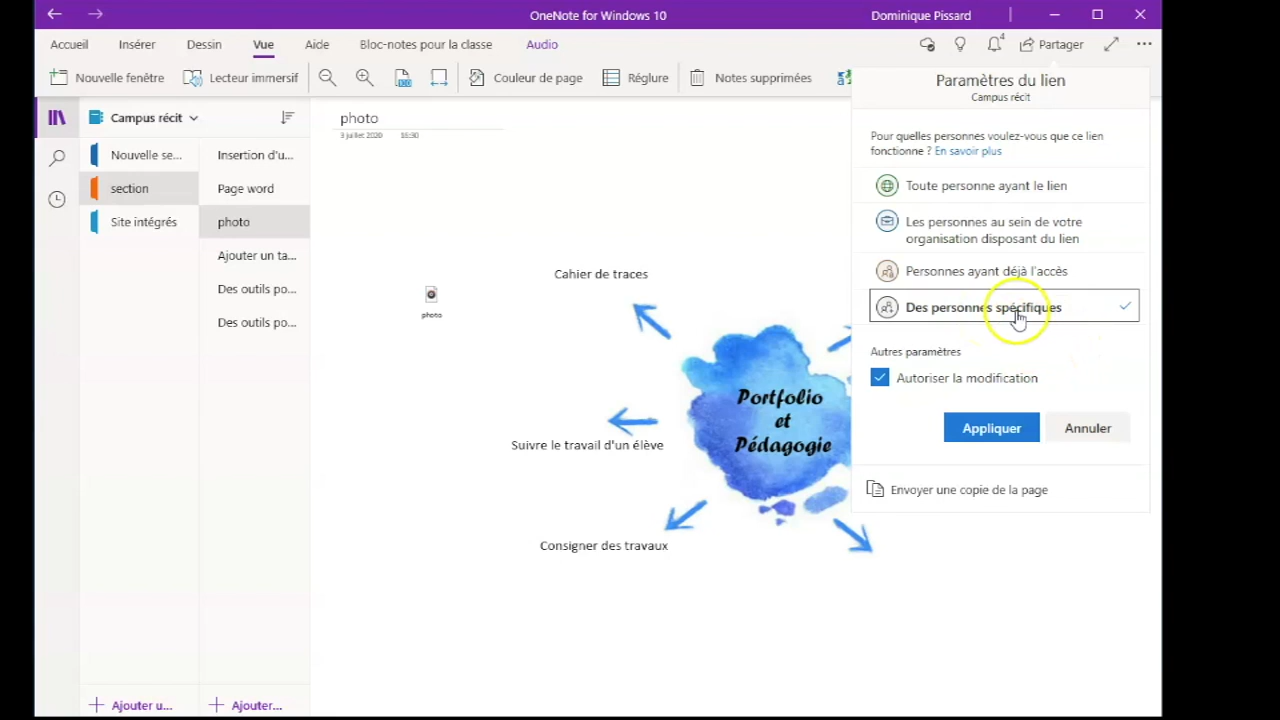 OneNote for Windows 10
Dominique Pissard
Accueil
Insérer
Dessin
Vue
Aide
Bloc-notes pour la classe
Audio
4
Partager
Nouvelle fenêtre
Lecteur immersif
Couleur de page
Réglure
Notes supprimées
Campus récit
Nouvelle se...
section
Site intégrés
Insertion d'u...
Page word
photo
Ajouter un ta...
Des outils po...
Des outils po...
photo
3 juillet 2020 15:30
photo
Cahier de traces
Suivre le travail d'un élève
Consigner des travaux
Portfolio
et
Pédagogie
Paramètres du lien
Campus récit
Pour quelles personnes voulez-vous que ce lien
fonctionne ? En savoir plus
Toute personne ayant le lien
Les personnes au sein de votre
organisation disposant du lien
Personnes ayant déjà l'accès
Des personnes spécifiques
Autres paramètres
Autoriser la modification
Appliquer
Annuler
Envoyer une copie de la page
Ajouter u...
Ajouter...